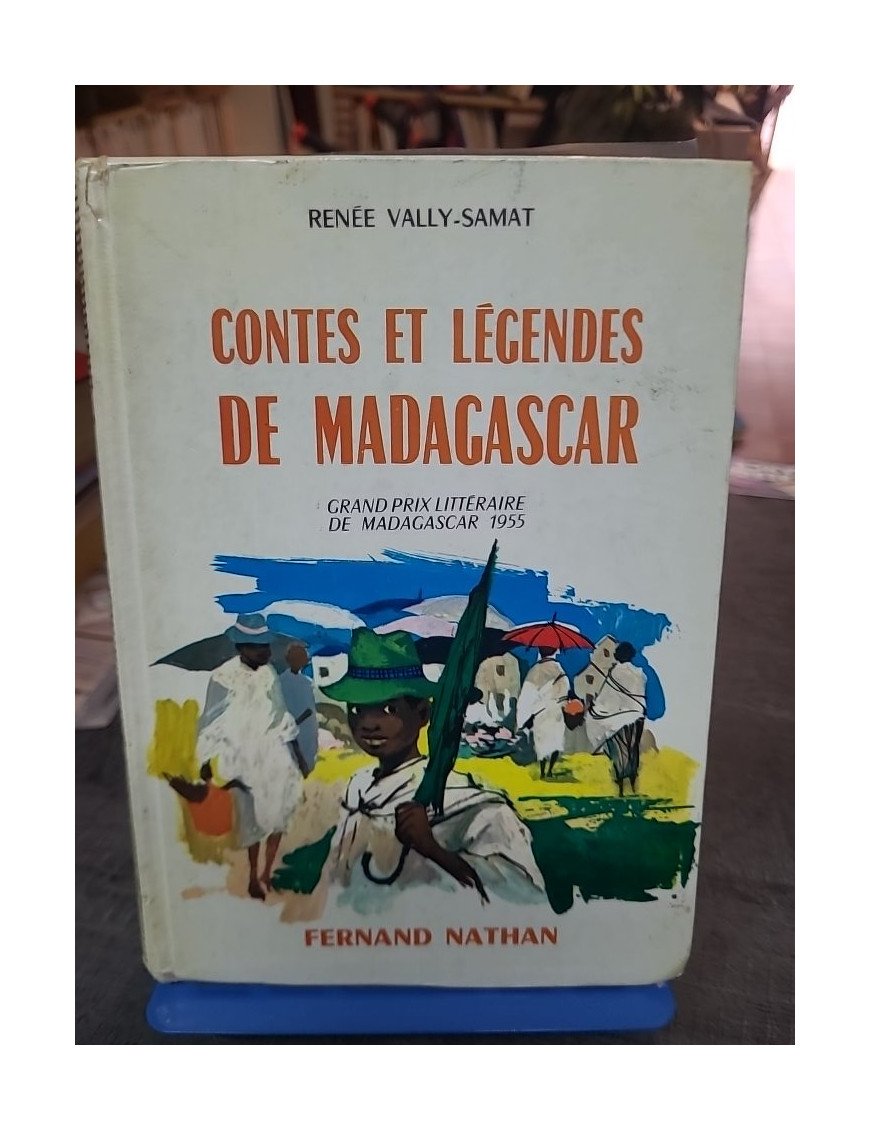 RENÉE VALLY-SAMAT
CONTES ET LÉGENDES
DE MADAGASCAR
GRAND PRIX LITTÉRAIRE
DE MADAGASCAR 1955
FERNAND NATHAN